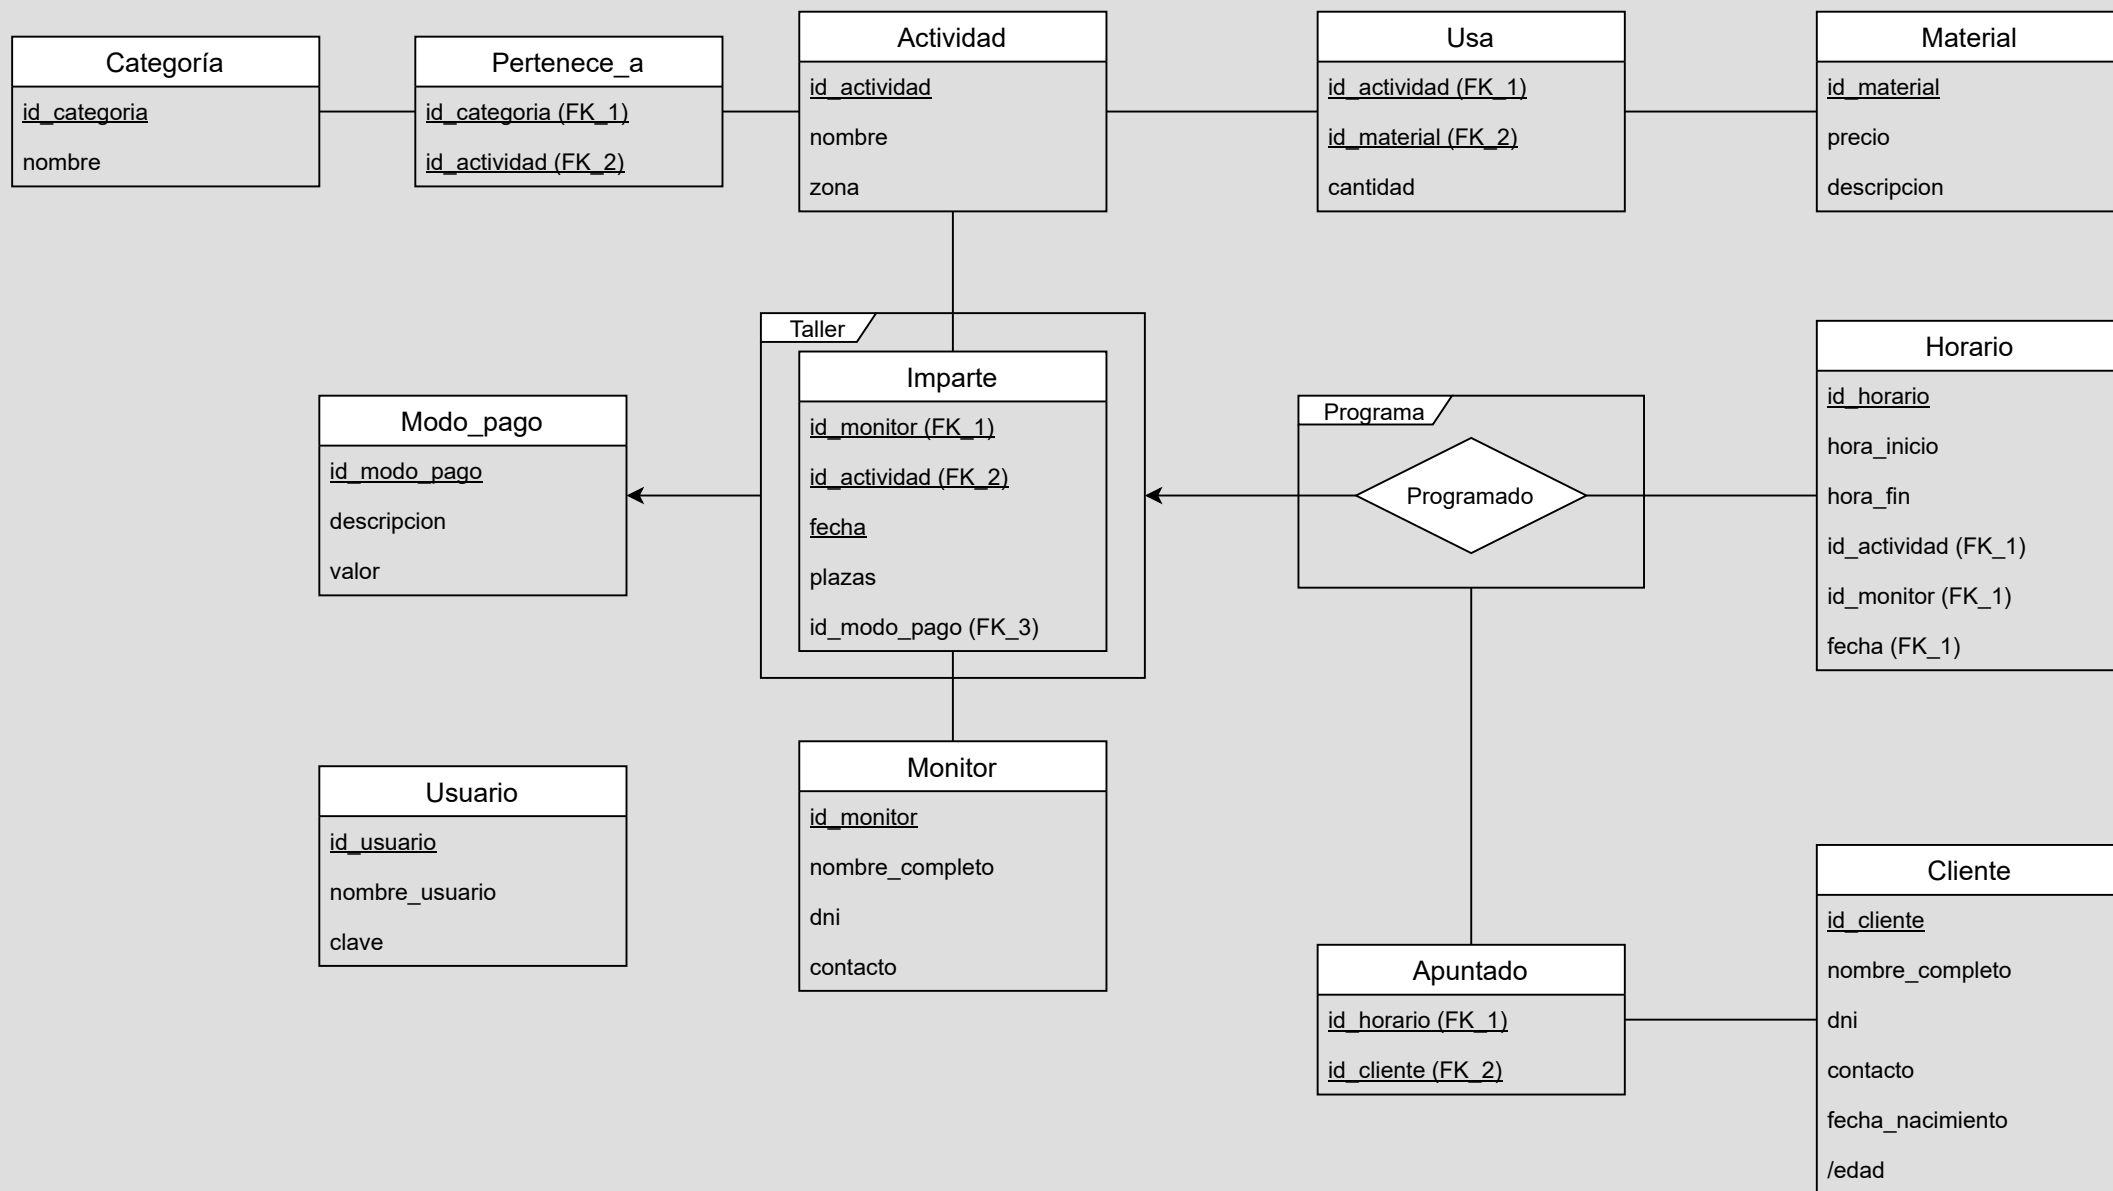 Categoría
id_categoria
nombre
Pertenece_a
id_categoria (FK_1)
id_actividad (FK_2)
Actividad
id_actividad
nombre
zona
Usa
id_actividad (FK_1)
id_material (FK_2)
cantidad
Material
id_material
precio
descripcion
Taller
Imparte
id_monitor (FK_1)
id_actividad (FK_2)
fecha
plazas
id_modo_pago (FK_3)
Modo_pago
id_modo_pago
descripcion
valor
Programa
Programado
Horario
id_horario
hora_inicio
hora_fin
id_actividad (FK_1)
id_monitor (FK_1)
fecha (FK_1)
Usuario
id_usuario
nombre_usuario
clave
Monitor
id_monitor
nombre_completo
dni
contacto
Apuntado
id_horario (FK_1)
id_cliente (FK_2)
Cliente
id_cliente
nombre_completo
dni
contacto
fecha_nacimiento
/edad